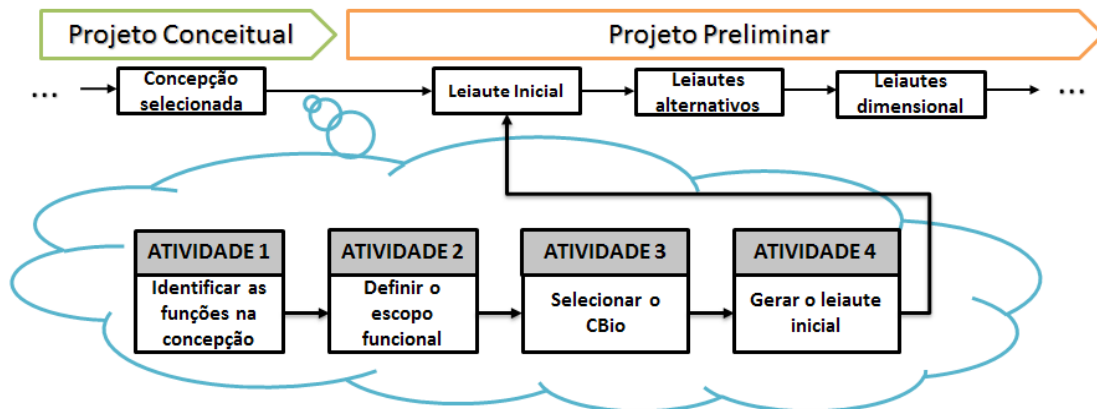 Projeto Conceitual
Projeto Preliminar
...
Concepção
selecionada
Leiaute Inicial
Leiautes
alternativos
Leiautes
dimensional
...
ATIVIDADE 1
Identificar as
funções na
concepção
ATIVIDADE 2
Definir o
escopo
funcional
ATIVIDADE 3
Selecionar o
CBio
ATIVIDADE 4
Gerar o leiaute
inicial